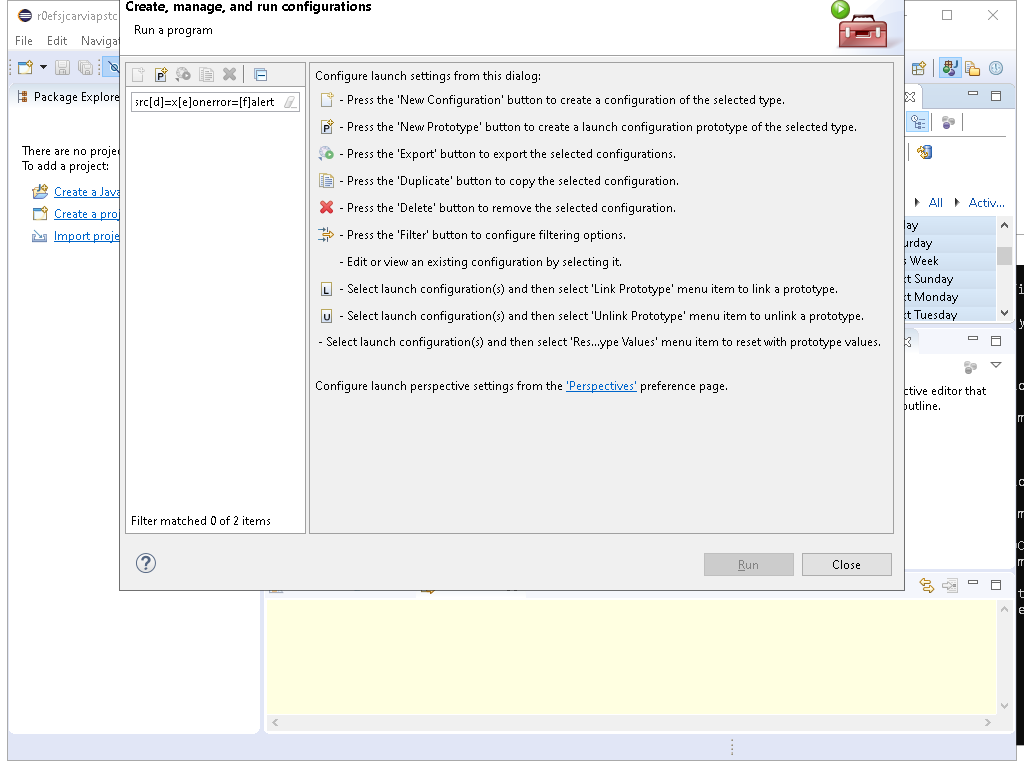 Create, manage, and run configurations
r0efsjcarviapstc
Run a program
File Edit Navigat
Package Explore
src[d]=x[e]onerror=[f]alert
Configure launch settings from this dialog:
- Press the 'New Configuration' button to create a configuration of the selected type.
P - Press the 'New Prototype' button to create a launch configuration prototype of the selected type.
- Press the 'Export' button to export the selected configurations.
- Press the 'Duplicate' button to copy the selected configuration.
- Press the 'Delete' button to remove the selected configuration.
- Press the 'Filter' button to configure filtering options.
- Edit or view an existing configuration by selecting it.
L - Select launch configuration(s) and then select 'Link Prototype' menu item to link a prototype.
U - Select launch configuration(s) and then select 'Unlink Prototype' menu item to unlink a prototype.
- Select launch configuration(s) and then select 'Res...ype Values' menu item to reset with prototype values.
Configure launch perspective settings from the 'Perspectives' preference page.
There are no projec
To add a project:
Create a Java
Create a proj
Import proje
All Activ...
ay
urday
s Week
xt Sunday
xt Monday
xt Tuesday
ctive editor that
outline.
Filter matched 0 of 2 items
Run Close